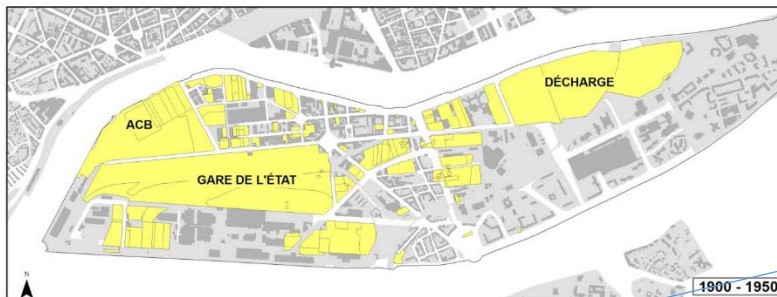 DÉCHARGE
ACB
GARE DE L'ÉTAT
N
1900 - 1950